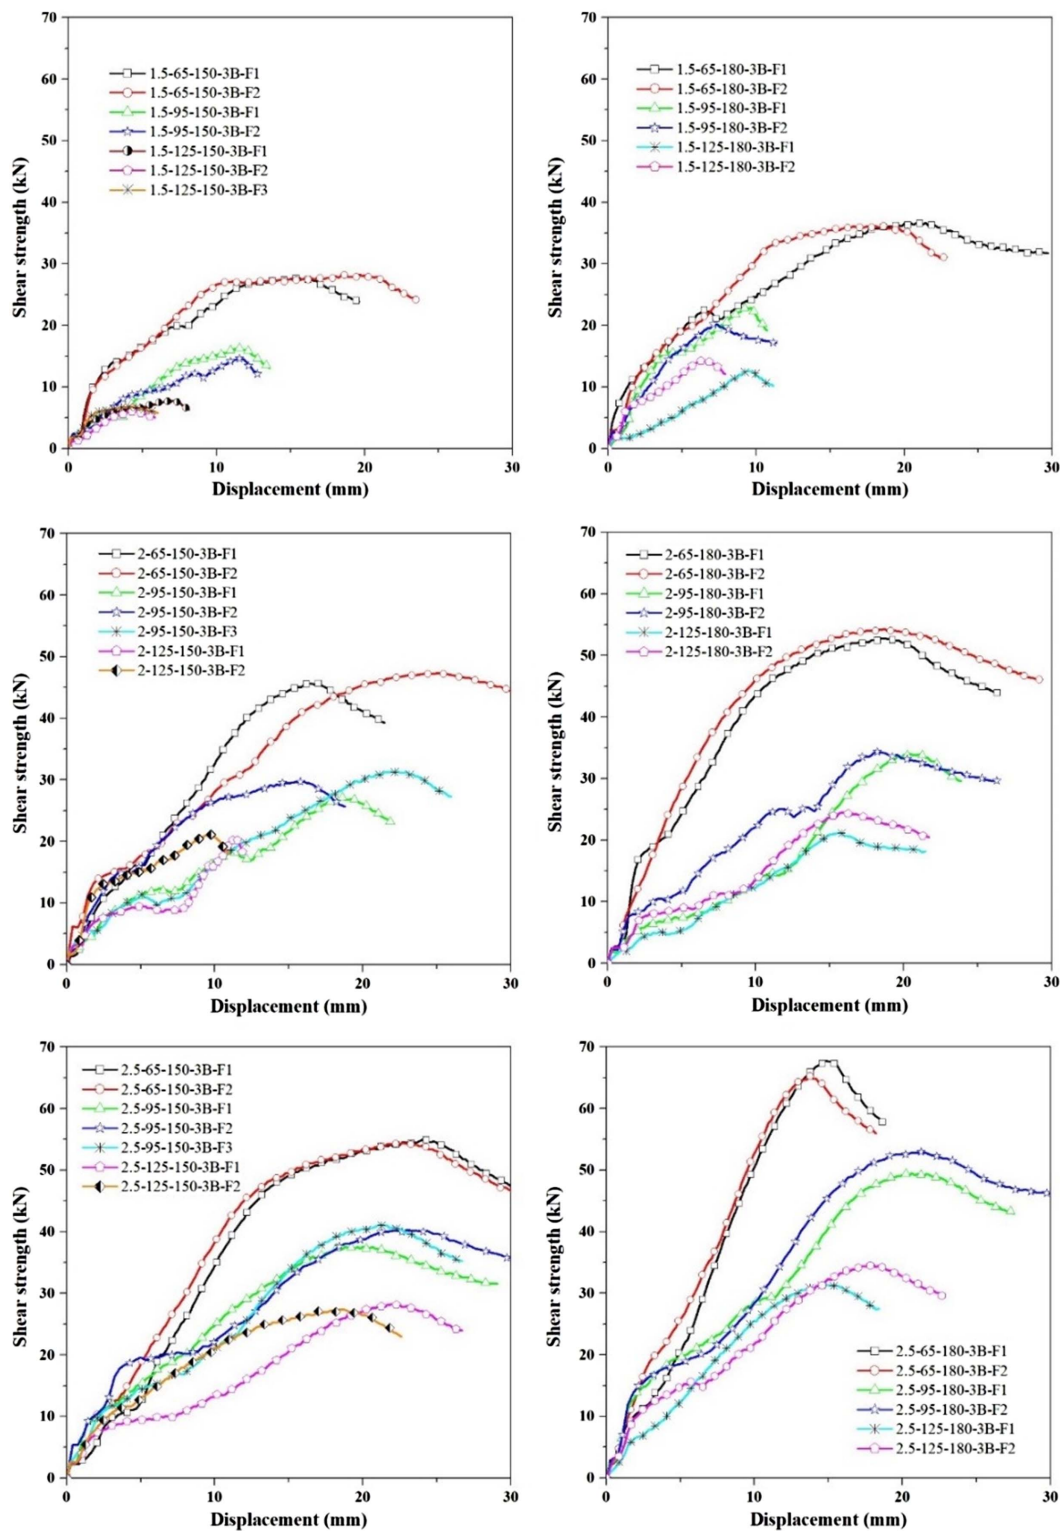 70
60
50
40
30
20
10
0
Shear strength (kN)
1.5-65-150-3B-F1
1.5-65-150-3B-F2
1.5-95-150-3B-F1
1.5-95-150-3B-F2
1.5-125-150-3B-F1
1.5-125-150-3B-F2
1.5-125-150-3B-F3
0 10 20 30
Displacement (mm)
70
60
50
40
30
20
10
0
Shear strength (kN)
1.5-65-180-3B-F1
1.5-65-180-3B-F2
1.5-95-180-3B-F1
1.5-95-180-3B-F2
1.5-125-180-3B-F1
1.5-125-180-3B-F2
0 10 20 30
Displacement (mm)
70
60
50
40
30
20
10
0
Shear strength (kN)
2-65-150-3B-F1
2-65-150-3B-F2
2-95-150-3B-F1
2-95-150-3B-F2
2-95-150-3B-F3
2-125-150-3B-F1
2-125-150-3B-F2
0 10 20 30
Displacement (mm)
70
60
50
40
30
20
10
0
Shear strength (kN)
2-65-180-3B-F1
2-65-180-3B-F2
2-95-180-3B-F1
2-95-180-3B-F2
2-125-180-3B-F1
2-125-180-3B-F2
0 10 20 30
Displacement (mm)
70
60
50
40
30
20
10
0
Shear strength (kN)
2.5-65-150-3B-F1
2.5-65-150-3B-F2
2.5-95-150-3B-F1
2.5-95-150-3B-F2
2.5-95-150-3B-F3
2.5-125-150-3B-F1
2.5-125-150-3B-F2
0 10 20 30
Displacement (mm)
70
60
50
40
30
20
10
0
Shear strength (kN)
2.5-65-180-3B-F1
2.5-65-180-3B-F2
2.5-95-180-3B-F1
2.5-95-180-3B-F2
2.5-125-180-3B-F1
2.5-125-180-3B-F2
0 10 20 30
Displacement (mm)